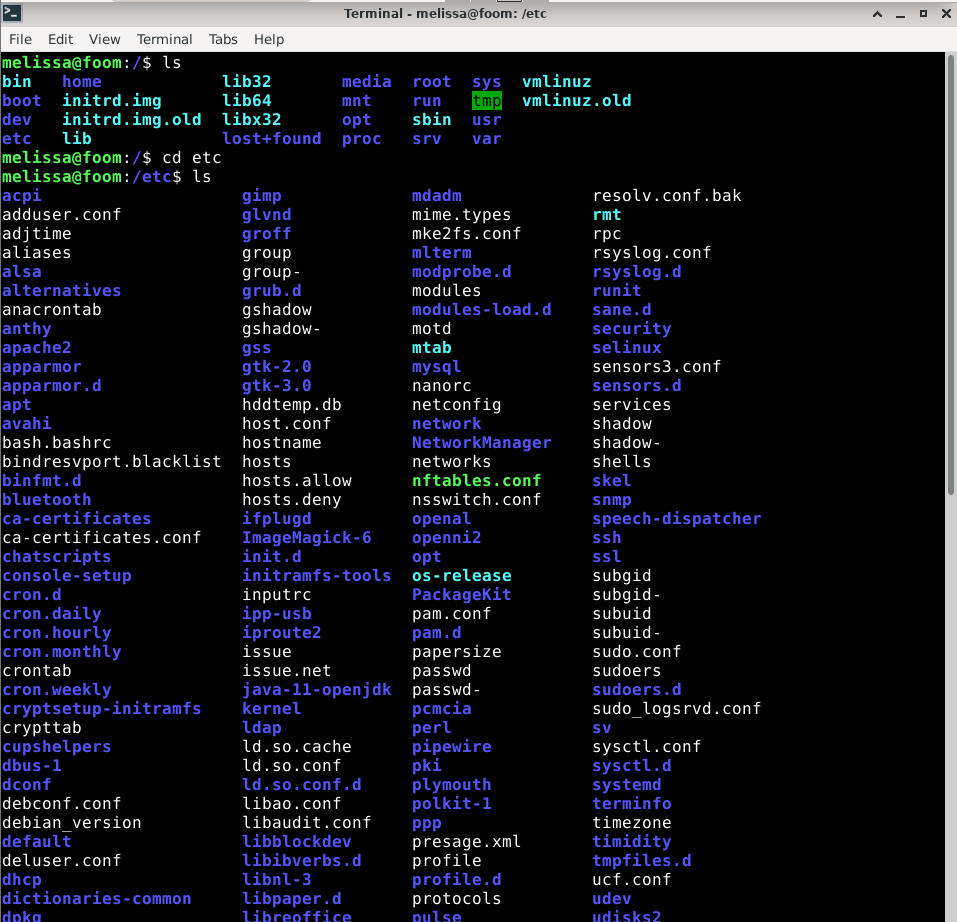 Terminal - melissa@foom: /etc
File Edit View Terminal Tabs Help
melissa@foom:/$ ls
bin home lib32 media root sys vmlinuz
boot initrd.img lib64 mnt run tmp vmlinuz.old
dev initrd.img.old libx32 opt sbin usr
etc lib lost+found proc srv var
melissa@foom:/$ cd etc
melissa@foom:/etc$ ls
acpi gimp mdadm resolv.conf.bak
adduser.conf glvnd mime.types rmt
adjtime groff mke2fs.conf rpc
aliases group mlterm rsyslog.conf
alsa group- modprobe.d rsyslog.d
alternatives grub.d modules runit
anacrontab gshadow modules-load.d sane.d
anthy gshadow- motd security
apache2 gss mtab selinux
apparmor gtk-2.0 mysql sensors3.conf
apparmor.d gtk-3.0 nanorc sensors.d
apt hddtemp.db netconfig services
avahi host.conf network shadow
bash.bashrc hostname NetworkManager shadow-
bindresvport.blacklist hosts networks shells
binfmt.d hosts.allow nftables.conf skel
bluetooth hosts.deny nsswitch.conf snmp
ca-certificates ifplugd openal speech-dispatcher
ca-certificates.conf ImageMagick-6 openni2 ssh
chatscripts init.d opt ssl
console-setup initramfs-tools os-release subgid
cron.d inputrc PackageKit subgid-
cron.daily ipp-usb pam.conf subuid
cron.hourly iproute2 pam.d subuid-
cron.monthly issue papersize sudo.conf
crontab issue.net passwd sudoers
cron.weekly java-11-openjdk passwd- sudoers.d
cryptsetup-initramfs kernel pcmcia sudo_logsrvd.conf
crypttab ldap perl sv
cupshelpers ld.so.cache pipewire sysctl.conf
dbus-1 ld.so.conf pki sysctl.d
dconf ld.so.conf.d plymouth systemd
debconf.conf libao.conf polkit-1 terminfo
debian_version libaudit.conf ppp timezone
default libblockdev presage.xml timidity
deluser.conf libibverbs.d profile tmpfiles.d
dhcp libnl-3 profile.d ucf.conf
dictionaries-common libpaper.d protocols udev
dpkg libreoffice pulse udisks2